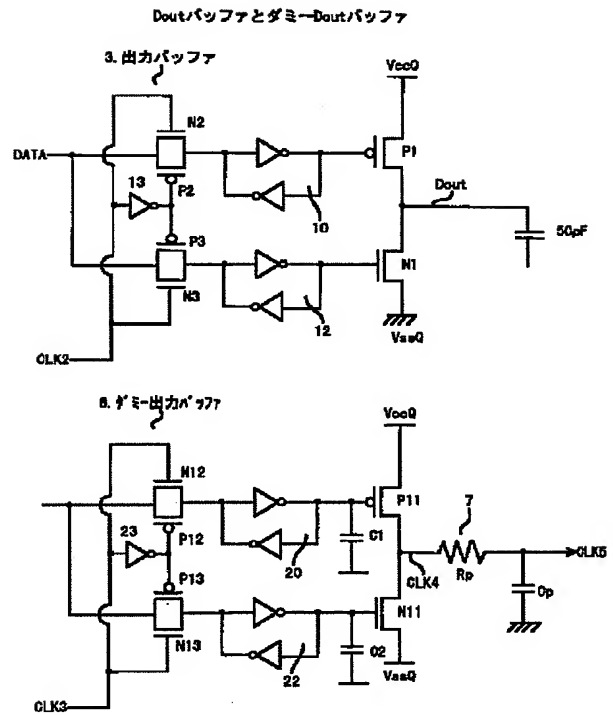 DoutバッファとダミーDoutバッファ
3. 出力バッファ
VccQ
N2
DATA
13
P2
P1
10
Dout
P3
50pF
N1
N3
12
CLK2
VssQ
6. ダミー出力バッファ
VccQ
N12
P11
23
P12
C1
7
20
CLK5
P13
CLK4
Rp
Cp
N11
N13
22
C2
CLK3
VssQ